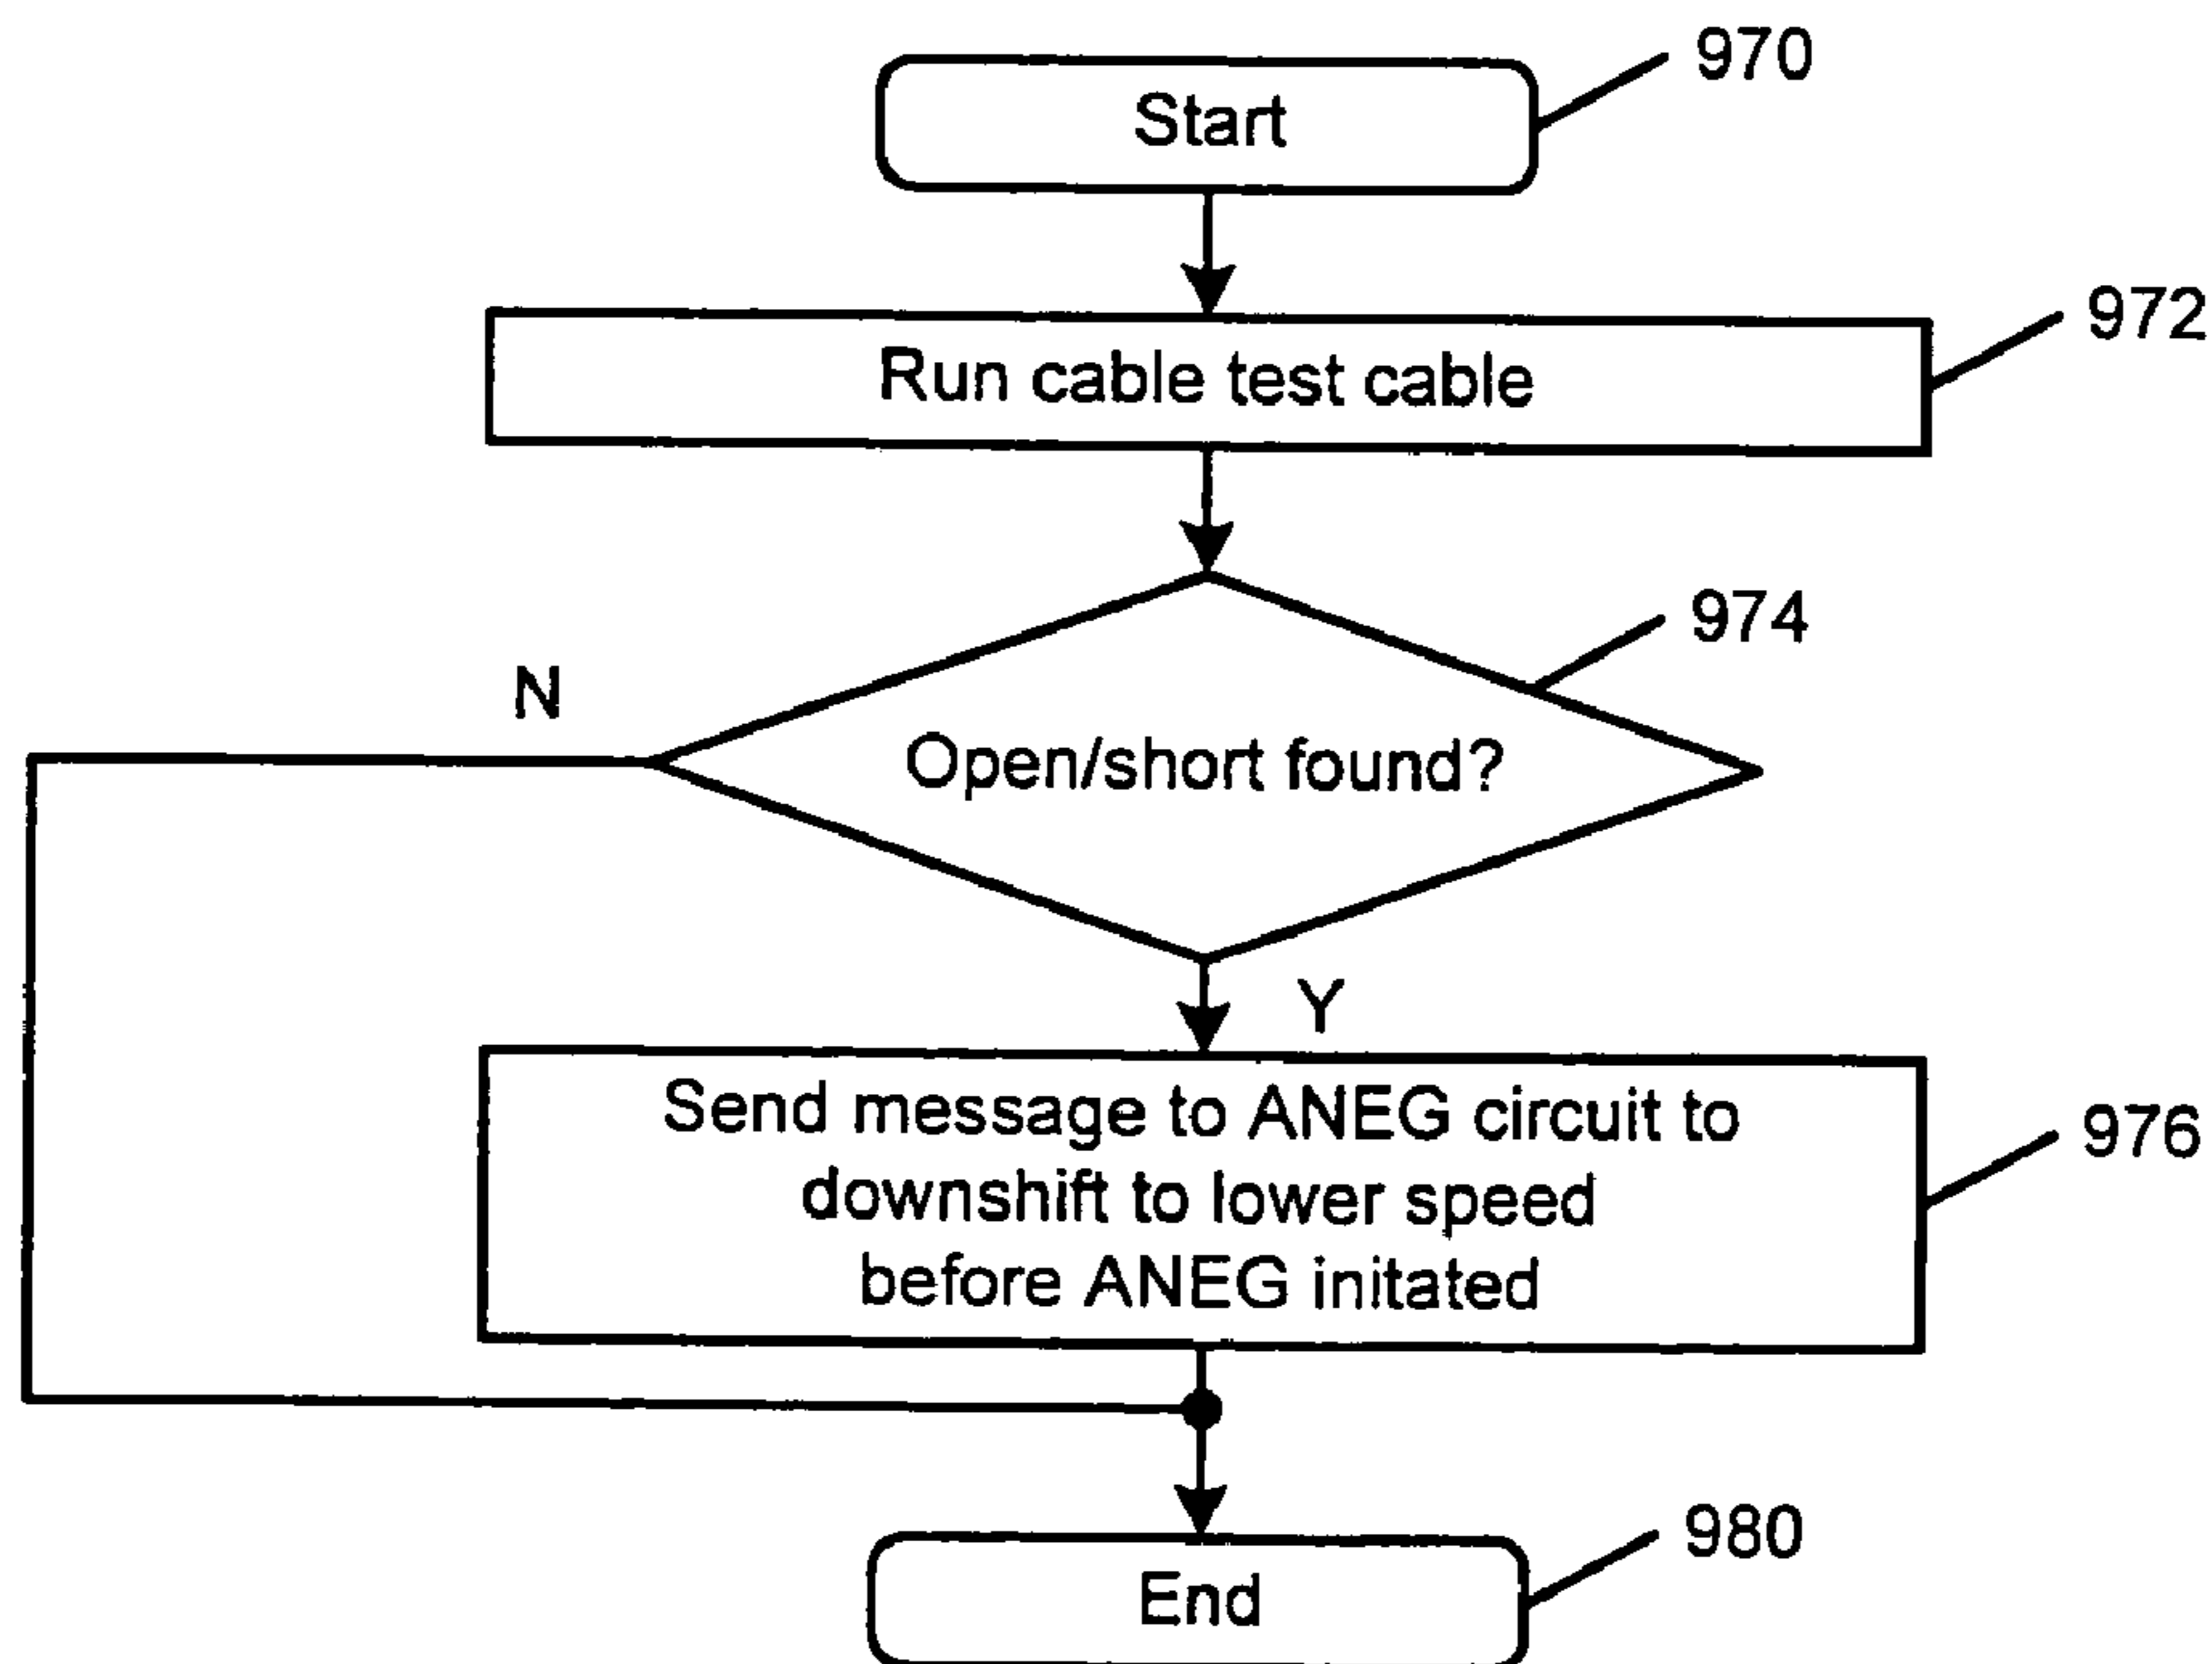 970
Start
972
Run cable test cable
974
N
Open/short found?
Y
Send message to ANEG circuit to
downshift to lower speed
before ANEG initated
976
980
End